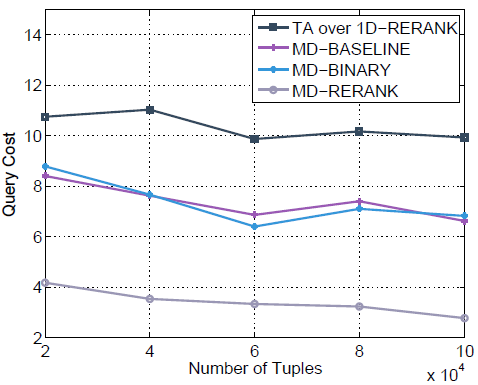 TA over 1D-RERANK
MD-BASELINE
MD-BINARY
MD-RERANK
Query Cost
14
12
10
8
6
4
2
2 4 6 8 10
Number of Tuples
x 10^4